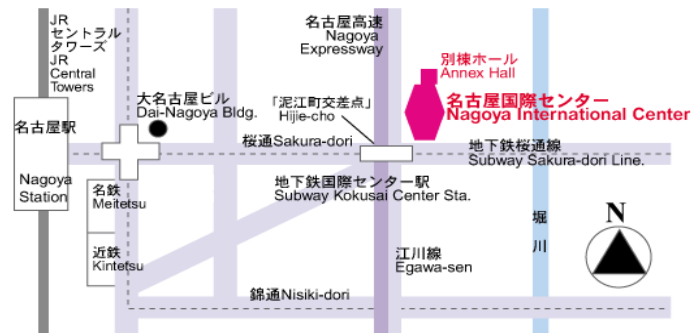 JR
セントラル
タワーズ
JR
Central
Towers
名古屋高速
Nagoya
Expressway
別棟ホール
Annex Hall
大名古屋ビル
Dai-Nagoya Bldg.
「泥江町交差点」
Hijie-cho
名古屋国際センター
Nagoya International Center
名古屋駅
桜通Sakura-dori
地下鉄桜通線
Subway Sakura-dori Line.
Nagoya
Station
名鉄
Meitetsu
地下鉄国際センター駅
Subway Kokusai Center Sta.
近鉄
Kintetsu
江川線
Egawa-sen
堀
川
N
錦通Nisiki-dori